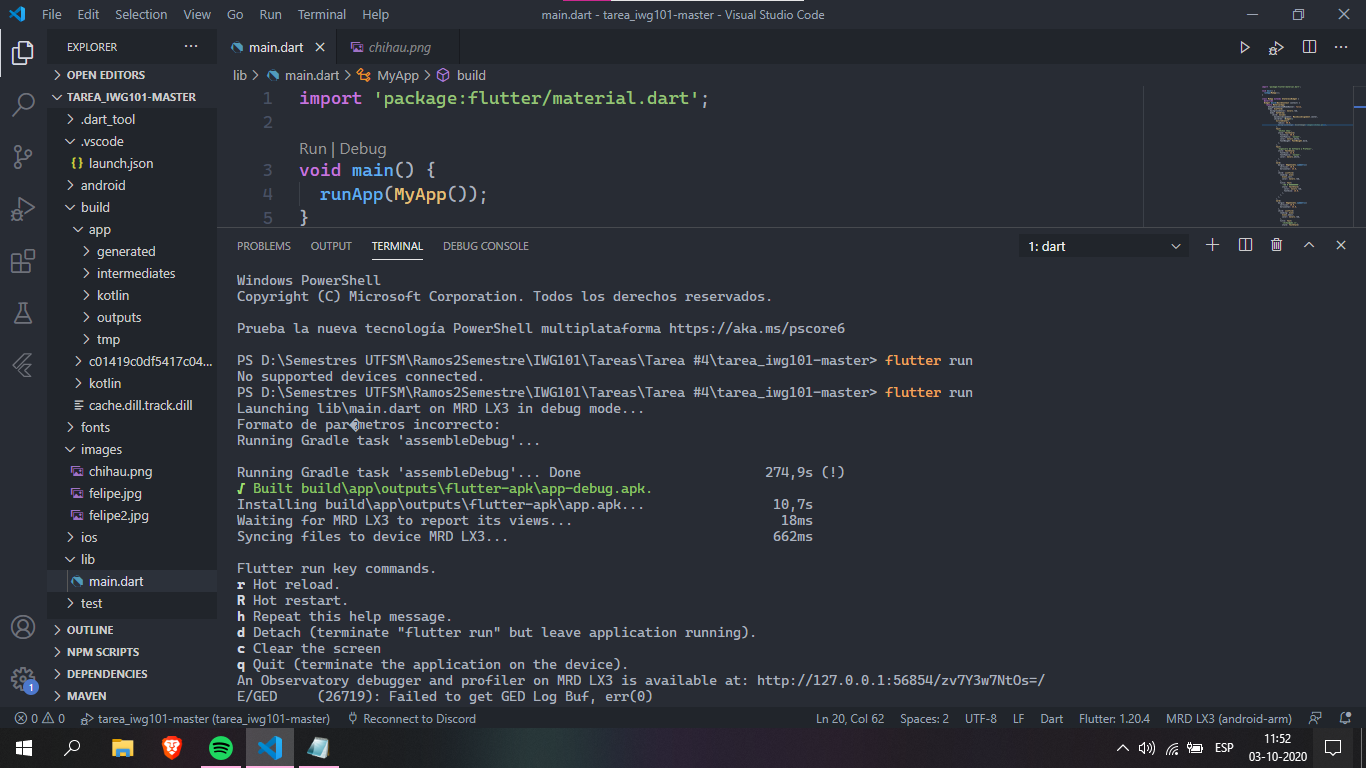 File Edit Selection View Go Run Terminal Help main.dart - tarea_iwg101-master - Visual Studio Code
EXPLORER ...
OPEN EDITORS
TAREA_IWG101-MASTER
.dart_tool
.vscode
{} launch.json
android
build
app
generated
intermediates
kotlin
outputs
tmp
c01419c0df5417c04...
kotlin
cache.dill.track.dill
fonts
images
chihau.png
felipe.jpg
felipe2.jpg
ios
lib
main.dart
test
OUTLINE
NPM SCRIPTS
DEPENDENCIES
MAVEN
1
main.dart chihau.png
lib > main.dart > MyApp > build
1 import 'package:flutter/material.dart';
2
Run | Debug
3 void main() {
4 runApp(MyApp());
5 }
PROBLEMS OUTPUT TERMINAL DEBUG CONSOLE 1: dart
Windows PowerShell
Copyright (C) Microsoft Corporation. Todos los derechos reservados.
Prueba la nueva tecnología PowerShell multiplataforma https://aka.ms/pscore6
PS D:\Semestres UTFSM\Ramos2Semestre\IWG101\Tareas\Tarea #4\tarea_iwg101-master> flutter run
No supported devices connected.
PS D:\Semestres UTFSM\Ramos2Semestre\IWG101\Tareas\Tarea #4\tarea_iwg101-master> flutter run
Launching lib\main.dart on MRD LX3 in debug mode...
Formato de par�metros incorrecto:
Running Gradle task 'assembleDebug'...
Running Gradle task 'assembleDebug'... Done 274,9s (!)
√ Built build\app\outputs\flutter-apk\app-debug.apk.
Installing build\app\outputs\flutter-apk\app.apk... 10,7s
Waiting for MRD LX3 to report its views... 18ms
Syncing files to device MRD LX3... 662ms
Flutter run key commands.
r Hot reload.
R Hot restart.
h Repeat this help message.
d Detach (terminate "flutter run" but leave application running).
c Clear the screen
q Quit (terminate the application on the device).
An Observatory debugger and profiler on MRD LX3 is available at: http://127.0.0.1:56854/zv7Y3w7NtOs=/
E/GED (26719): Failed to get GED Log Buf, err(0)
0 0 tarea_iwg101-master (tarea_iwg101-master) Reconnect to Discord Ln 20, Col 62 Spaces: 2 UTF-8 LF Dart Flutter: 1.20.4 MRD LX3 (android-arm)
ESP 11:52
03-10-2020